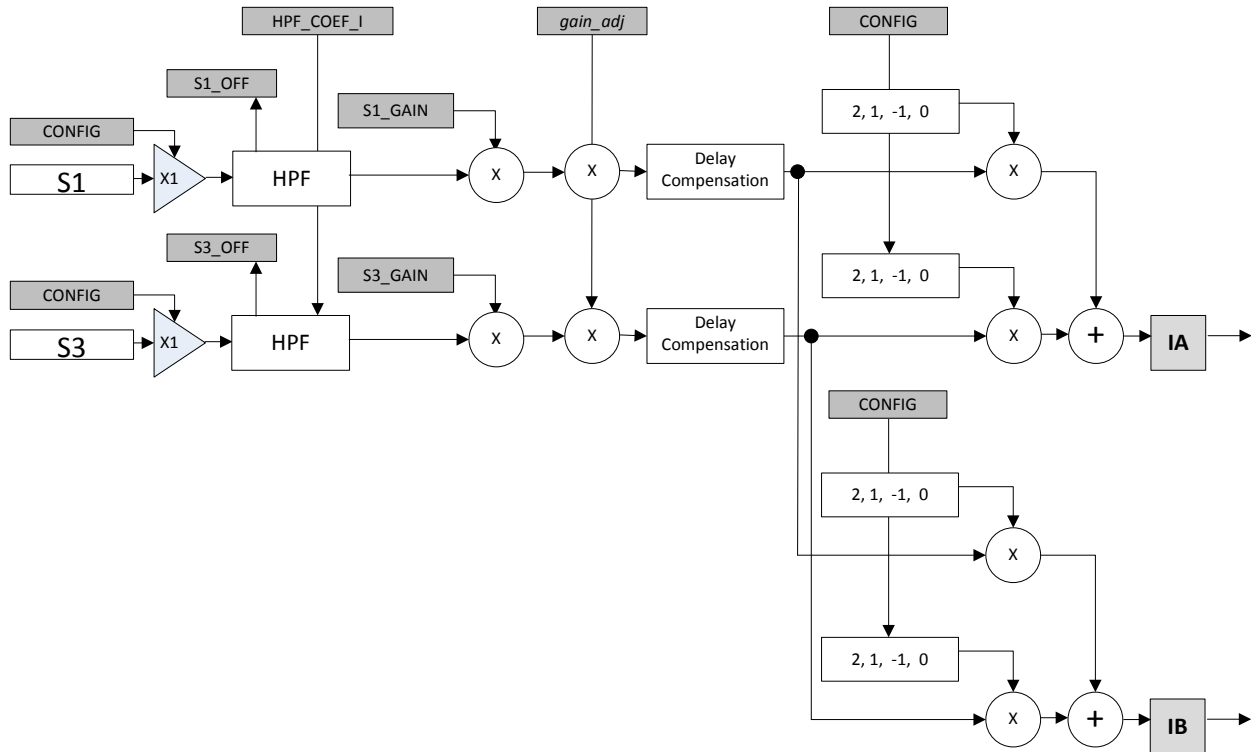 HPF_COEF_I
gain_adj
CONFIG
S1_OFF
S1_GAIN
2, 1, -1, 0
CONFIG
S1
X1
HPF
X
X
Delay
Compensation
X
S3_OFF
S3_GAIN
2, 1, -1, 0
CONFIG
S3
X1
HPF
X
X
Delay
Compensation
X
+
IA
CONFIG
2, 1, -1, 0
X
2, 1, -1, 0
X
+
IB